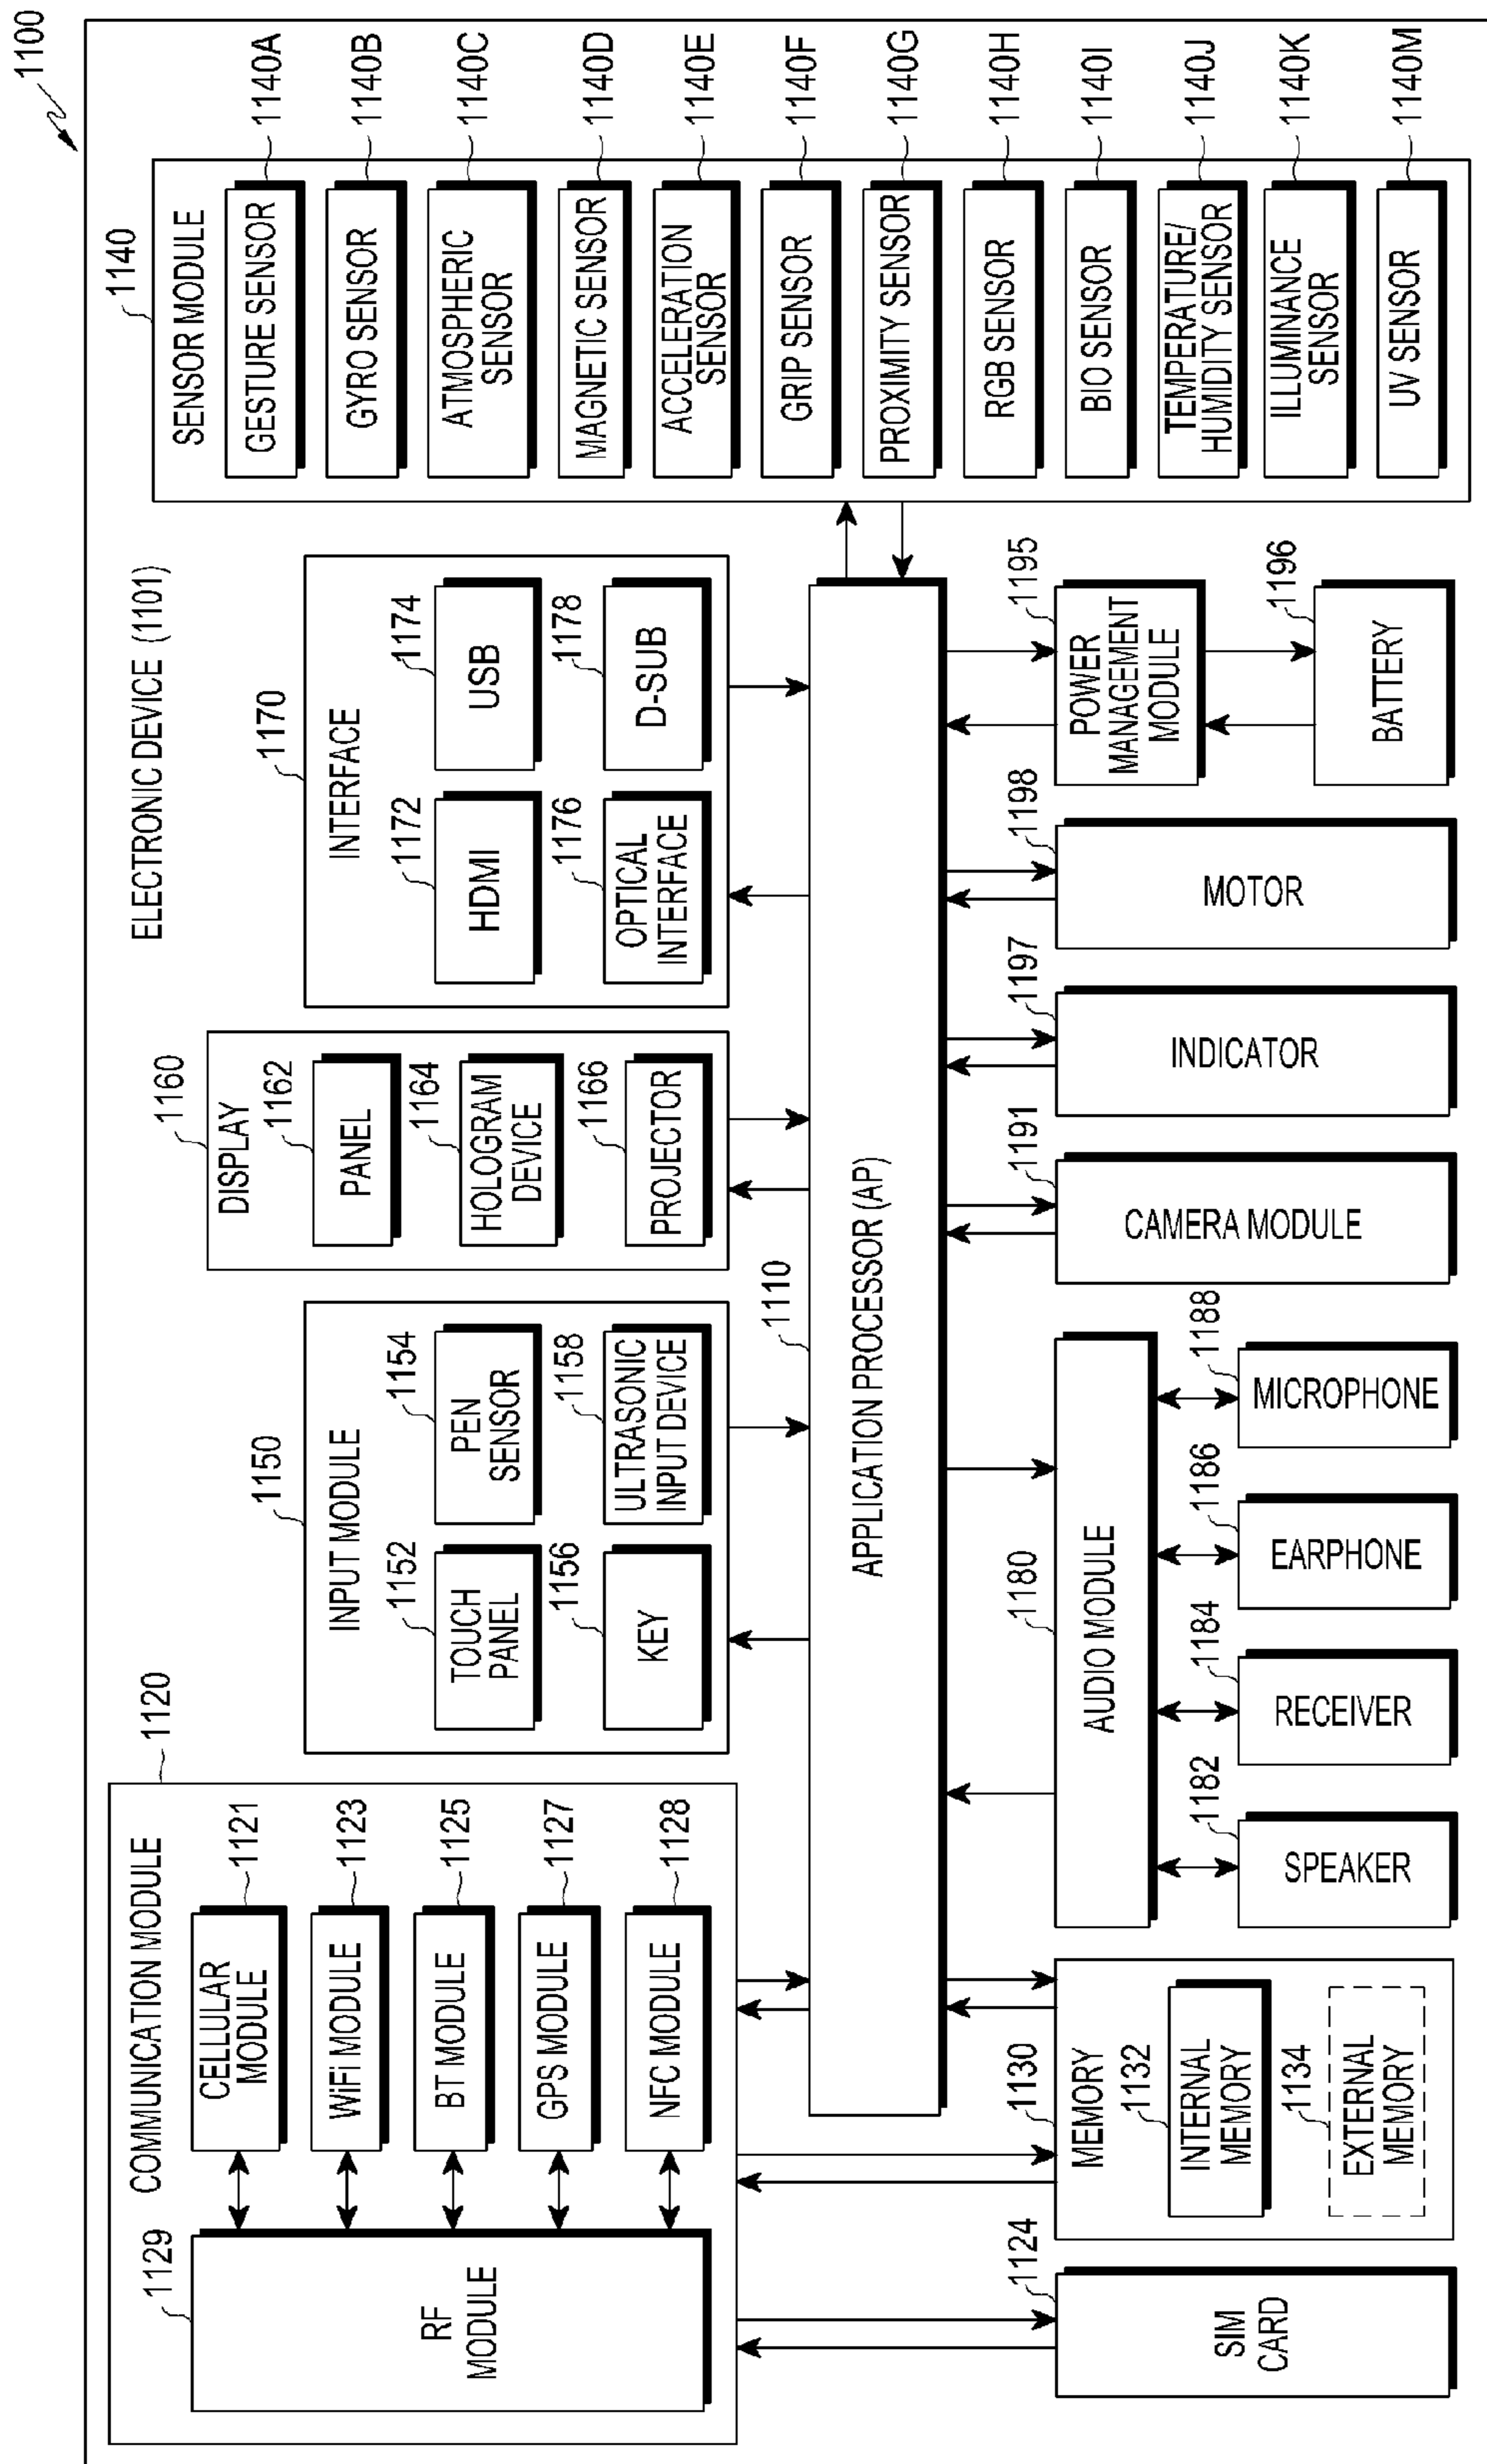 1100
ELECTRONIC DEVICE (1101)
1120
COMMUNICATION MODULE
1129
RF
MODULE
CELLULAR
MODULE
1121
WiFi MODULE
1123
BT MODULE
1125
GPS MODULE
1127
NFC MODULE
1128
1150
INPUT MODULE
1152
TOUCH
PANEL
1154
PEN
SENSOR
1156
KEY
1158
ULTRASONIC
INPUT DEVICE
1160
DISPLAY
1162
PANEL
1164
HOLOGRAM
DEVICE
1166
PROJECTOR
1170
INTERFACE
1172
HDMI
1174
USB
1176
OPTICAL
INTERFACE
1178
D-SUB
1140
SENSOR MODULE
GESTURE SENSOR
1140A
GYRO SENSOR
1140B
ATMOSPHERIC
SENSOR
1140C
MAGNETIC SENSOR
1140D
ACCELERATION
SENSOR
1140E
GRIP SENSOR
1140F
PROXIMITY SENSOR
1140G
RGB SENSOR
1140H
BIO SENSOR
1140I
TEMPERATURE/
HUMIDITY SENSOR
1140J
ILLUMINANCE
SENSOR
1140K
UV SENSOR
1140M
1110
APPLICATION PROCESSOR (AP)
1124
SIM
CARD
1130
MEMORY
1132
INTERNAL
MEMORY
1134
EXTERNAL
MEMORY
1180
AUDIO MODULE
1182
SPEAKER
1184
RECEIVER
1186
EARPHONE
1188
MICROPHONE
1191
CAMERA MODULE
1197
INDICATOR
1198
MOTOR
1195
POWER
MANAGEMENT
MODULE
1196
BATTERY